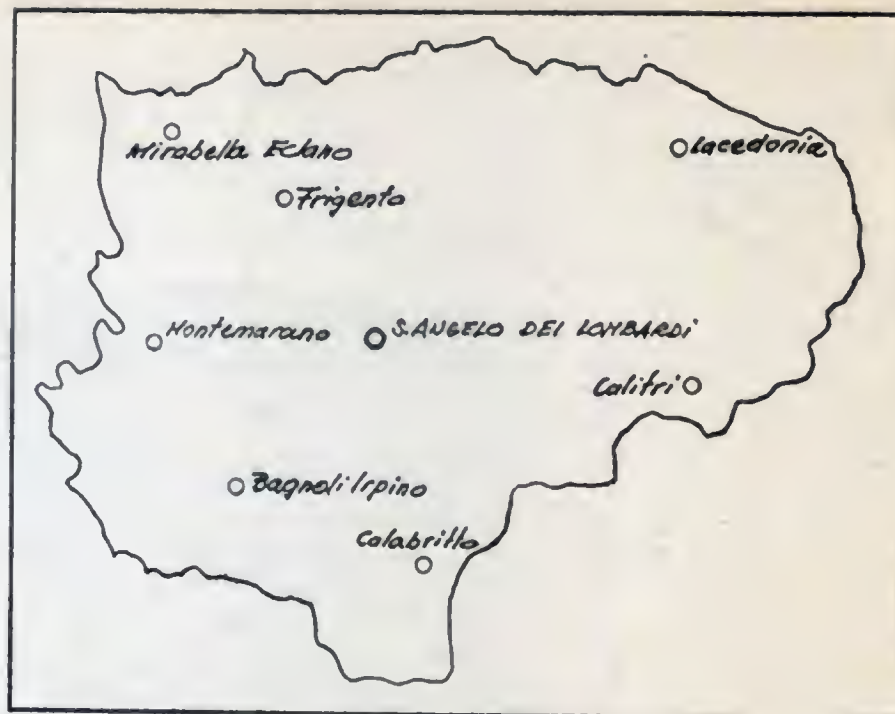 Mirabella Eclano
Lacedonia
Frigento
Montemarano
S. ANGELO DEI LOMBARDI
Calitri
Bagnoli Irpino
Calabritto